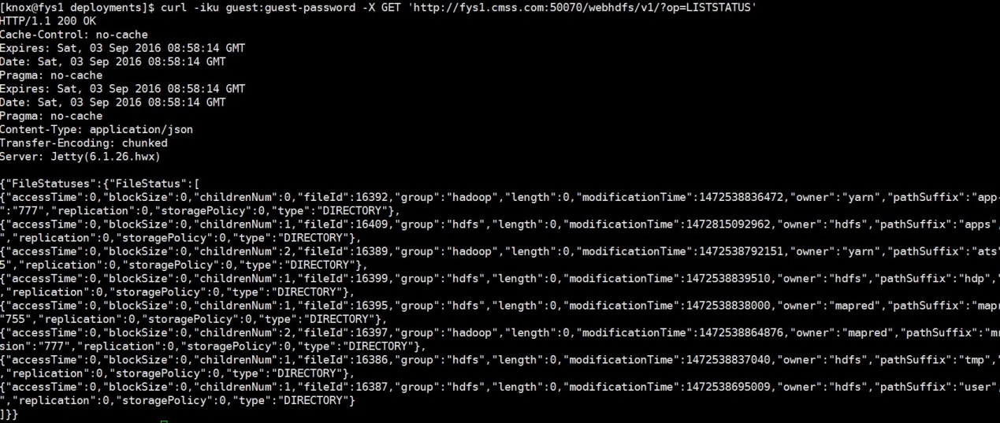 [knox@fys1 deployments]$ curl -iku guest:guest-password -X GET 'http://fys1.cmss.com:50070/webhdfs/v1/?op=LISTSTATUS'
HTTP/1.1 200 OK
Cache-Control: no-cache
Expires: Sat, 03 Sep 2016 08:58:14 GMT
Date: Sat, 03 Sep 2016 08:58:14 GMT
Pragma: no-cache
Expires: Sat, 03 Sep 2016 08:58:14 GMT
Date: Sat, 03 Sep 2016 08:58:14 GMT
Pragma: no-cache
Content-Type: application/json
Transfer-Encoding: chunked
Server: Jetty(6.1.26.hwx)
{"FileStatuses":{"FileStatus":[
{"accessTime":0,"blockSize":0,"childrenNum":0,"fileId":16392,"group":"hadoop","length":0,"modificationTime":1472538836472,"owner":"yarn","pathSuffix":"app-
":"777","replication":0,"storagePolicy":0,"type":"DIRECTORY"},
{"accessTime":0,"blockSize":0,"childrenNum":1,"fileId":16409,"group":"hdfs","length":0,"modificationTime":1472815092962,"owner":"hdfs","pathSuffix":"apps",
","replication":0,"storagePolicy":0,"type":"DIRECTORY"},
{"accessTime":0,"blockSize":0,"childrenNum":2,"fileId":16389,"group":"hadoop","length":0,"modificationTime":1472538792151,"owner":"yarn","pathSuffix":"ats"
5","replication":0,"storagePolicy":0,"type":"DIRECTORY"},
{"accessTime":0,"blockSize":0,"childrenNum":1,"fileId":16399,"group":"hdfs","length":0,"modificationTime":1472538839510,"owner":"hdfs","pathSuffix":"hdp",
,"replication":0,"storagePolicy":0,"type":"DIRECTORY"},
{"accessTime":0,"blockSize":0,"childrenNum":1,"fileId":16395,"group":"hdfs","length":0,"modificationTime":1472538838000,"owner":"mapred","pathSuffix":"mapr
"755","replication":0,"storagePolicy":0,"type":"DIRECTORY"},
{"accessTime":0,"blockSize":0,"childrenNum":2,"fileId":16397,"group":"hadoop","length":0,"modificationTime":1472538864876,"owner":"mapred","pathSuffix":"mr
sion":"777","replication":0,"storagePolicy":0,"type":"DIRECTORY"},
{"accessTime":0,"blockSize":0,"childrenNum":1,"fileId":16386,"group":"hdfs","length":0,"modificationTime":1472538837040,"owner":"hdfs","pathSuffix":"tmp","
,"replication":0,"storagePolicy":0,"type":"DIRECTORY"},
{"accessTime":0,"blockSize":0,"childrenNum":1,"fileId":16387,"group":"hdfs","length":0,"modificationTime":1472538695009,"owner":"hdfs","pathSuffix":"user",
","replication":0,"storagePolicy":0,"type":"DIRECTORY"}
]}}